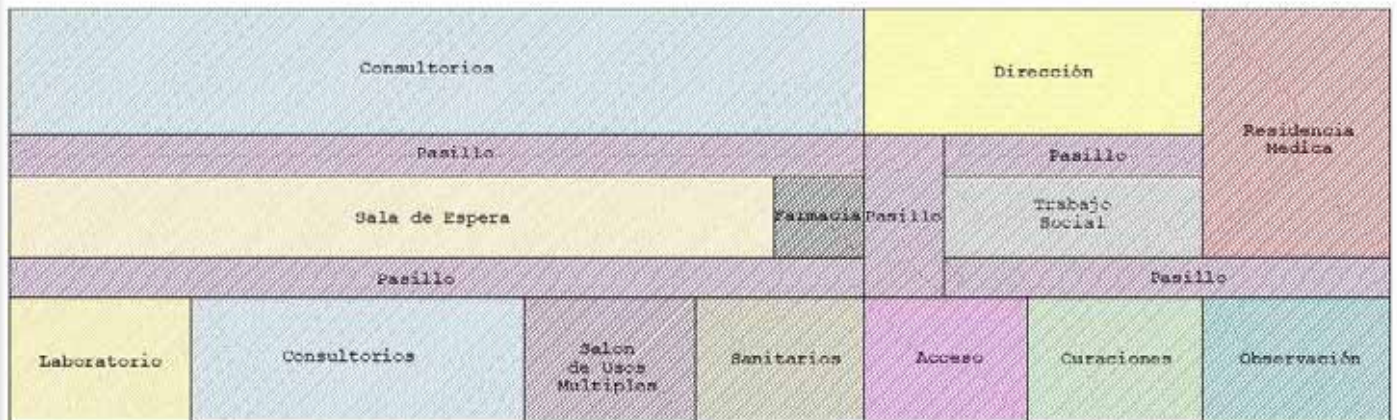 Consultorios
Dirección
Residencia
Medica
Pasillo
Pasillo
Sala de Espera
Farmacia
Pasillo
Trabajo
Social
Pasillo
Pasillo
Laboratorio
Consultorios
Salon
de Usos
Multiples
Sanitarios
Acceso
Curaciones
Observación